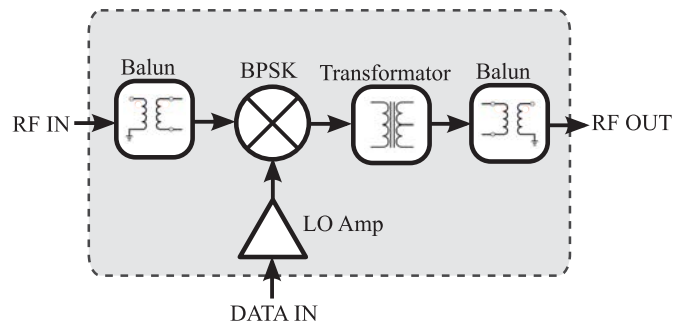 Balun
BPSK
Transformator
Balun
RF IN
RF OUT
LO Amp
DATA IN